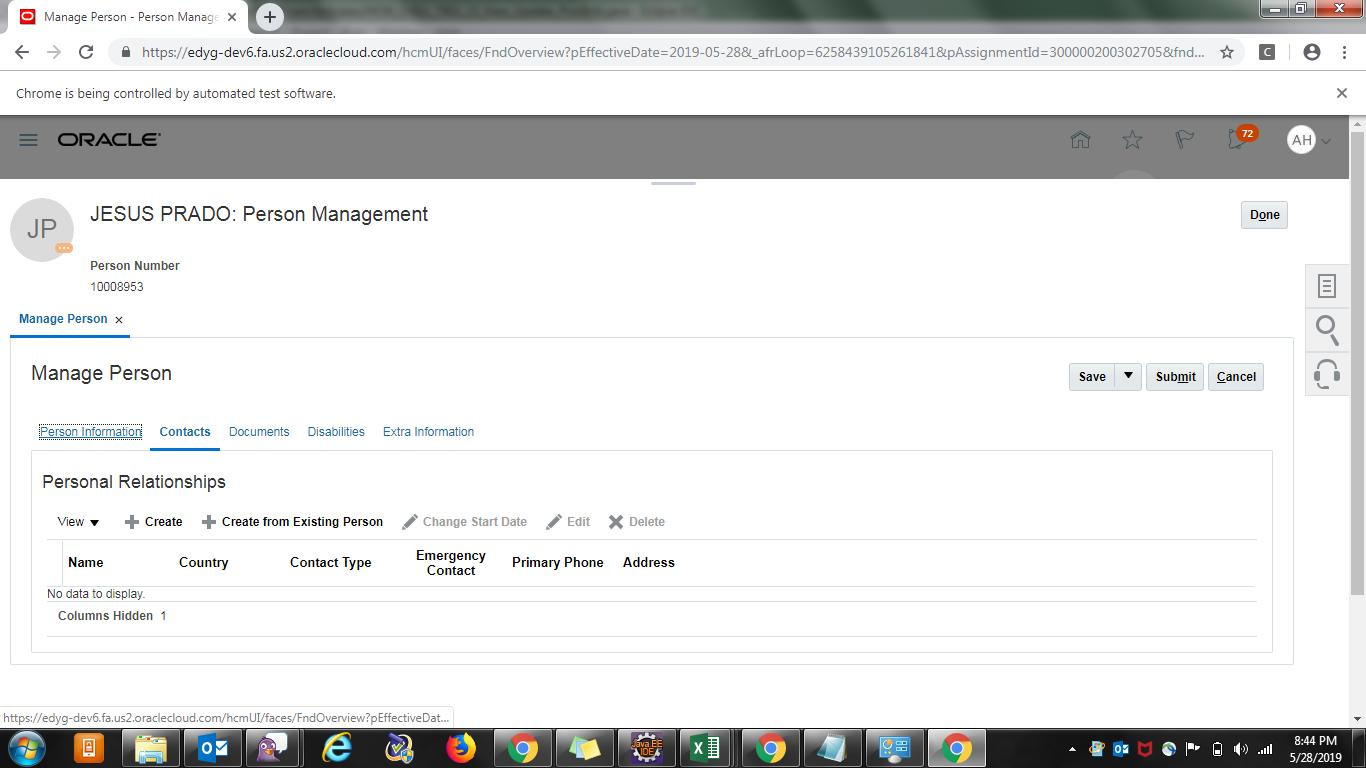 Manage Person - Person Manage
https://edyg-dev6.fa.us2.oraclecloud.com/hcmUI/faces/FndOverview?pEffectiveDate=2019-05-28&_afrLoop=6258439105261841&pAssignmentId=300000200302705&fnd...
C
Chrome is being controlled by automated test software.
ORACLE
72
AH
JP
JESUS PRADO: Person Management
Done
Person Number
10008953
Manage Person
Manage Person
Save Submit Cancel
Person Information Contacts Documents Disabilities Extra Information
Personal Relationships
View Create Create from Existing Person Change Start Date Edit Delete
Name Country Contact Type Emergency Contact Primary Phone Address
No data to display.
Columns Hidden 1
https://edyg-dev6.fa.us2.oraclecloud.com/hcmUI/faces/FndOverview?pEffectiveDat...
Java EE
IDE
8:44 PM
5/28/2019